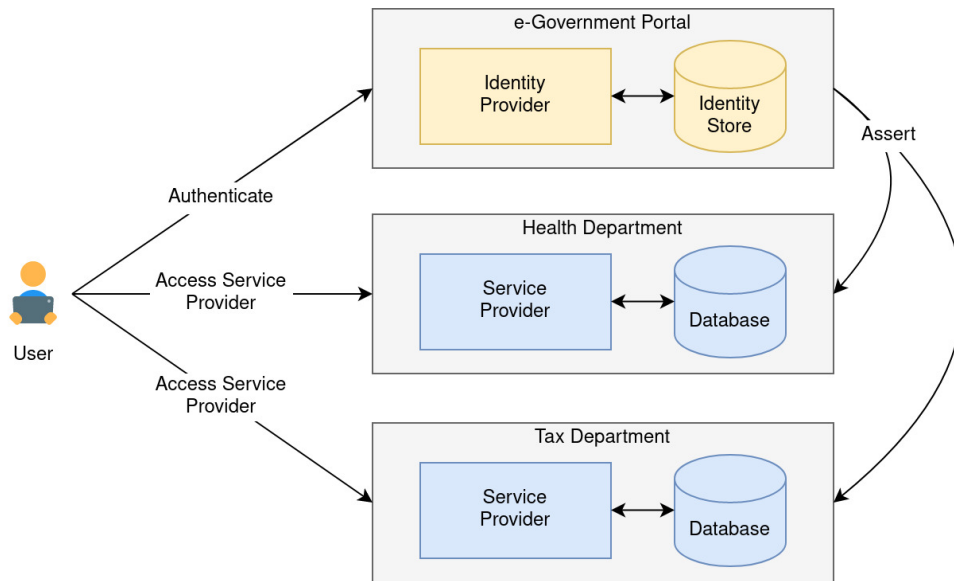 e-Government Portal
Identity
Provider
Identity
Store
Assert
Authenticate
Health Department
Service
Provider
Database
Access Service
Provider
User
Access Service
Provider
Tax Department
Service
Provider
Database